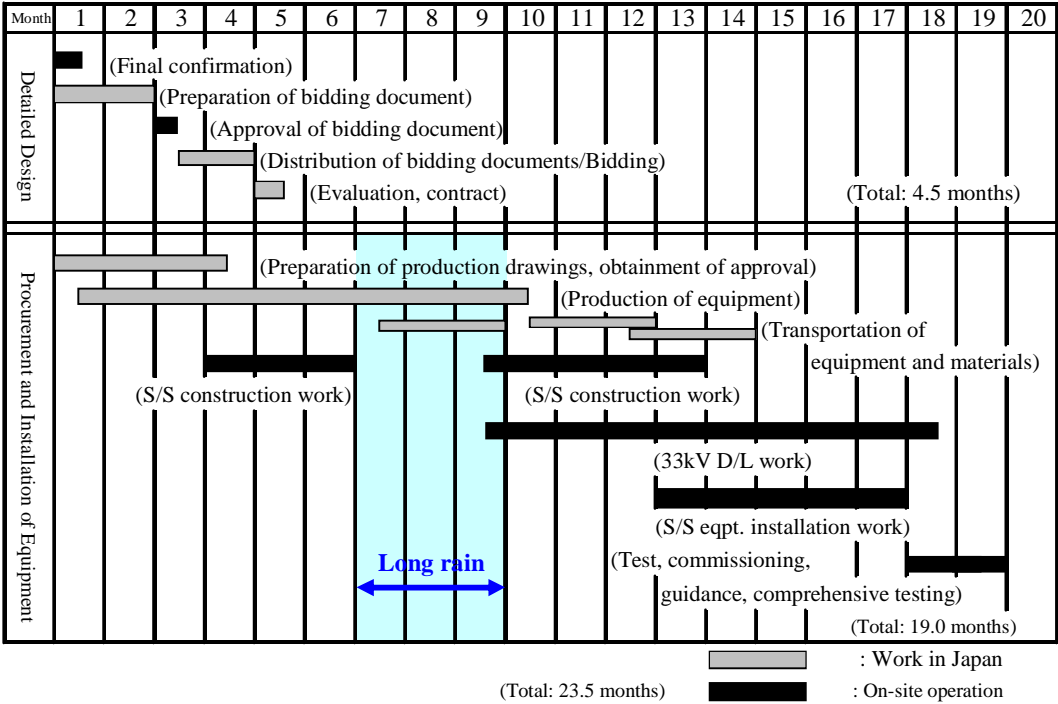 Month 1 2 3 4 5 6 7 8 9 10 11 12 13 14 15 16 17 18 19 20
Detailed Design
(Final confirmation)
(Preparation of bidding document)
(Approval of bidding document)
(Distribution of bidding documents/Bidding)
(Evaluation, contract)
(Total: 4.5 months)
Procurement and Installation of Equipment
(Preparation of production drawings, obtainment of approval)
(Production of equipment)
(Transportation of
equipment and materials)
(S/S construction work)
(S/S construction work)
(33kV D/L work)
(S/S eqpt. installation work)
Long rain
(Test, commissioning,
guidance, comprehensive testing)
(Total: 19.0 months)
: Work in Japan
(Total: 23.5 months)
: On-site operation